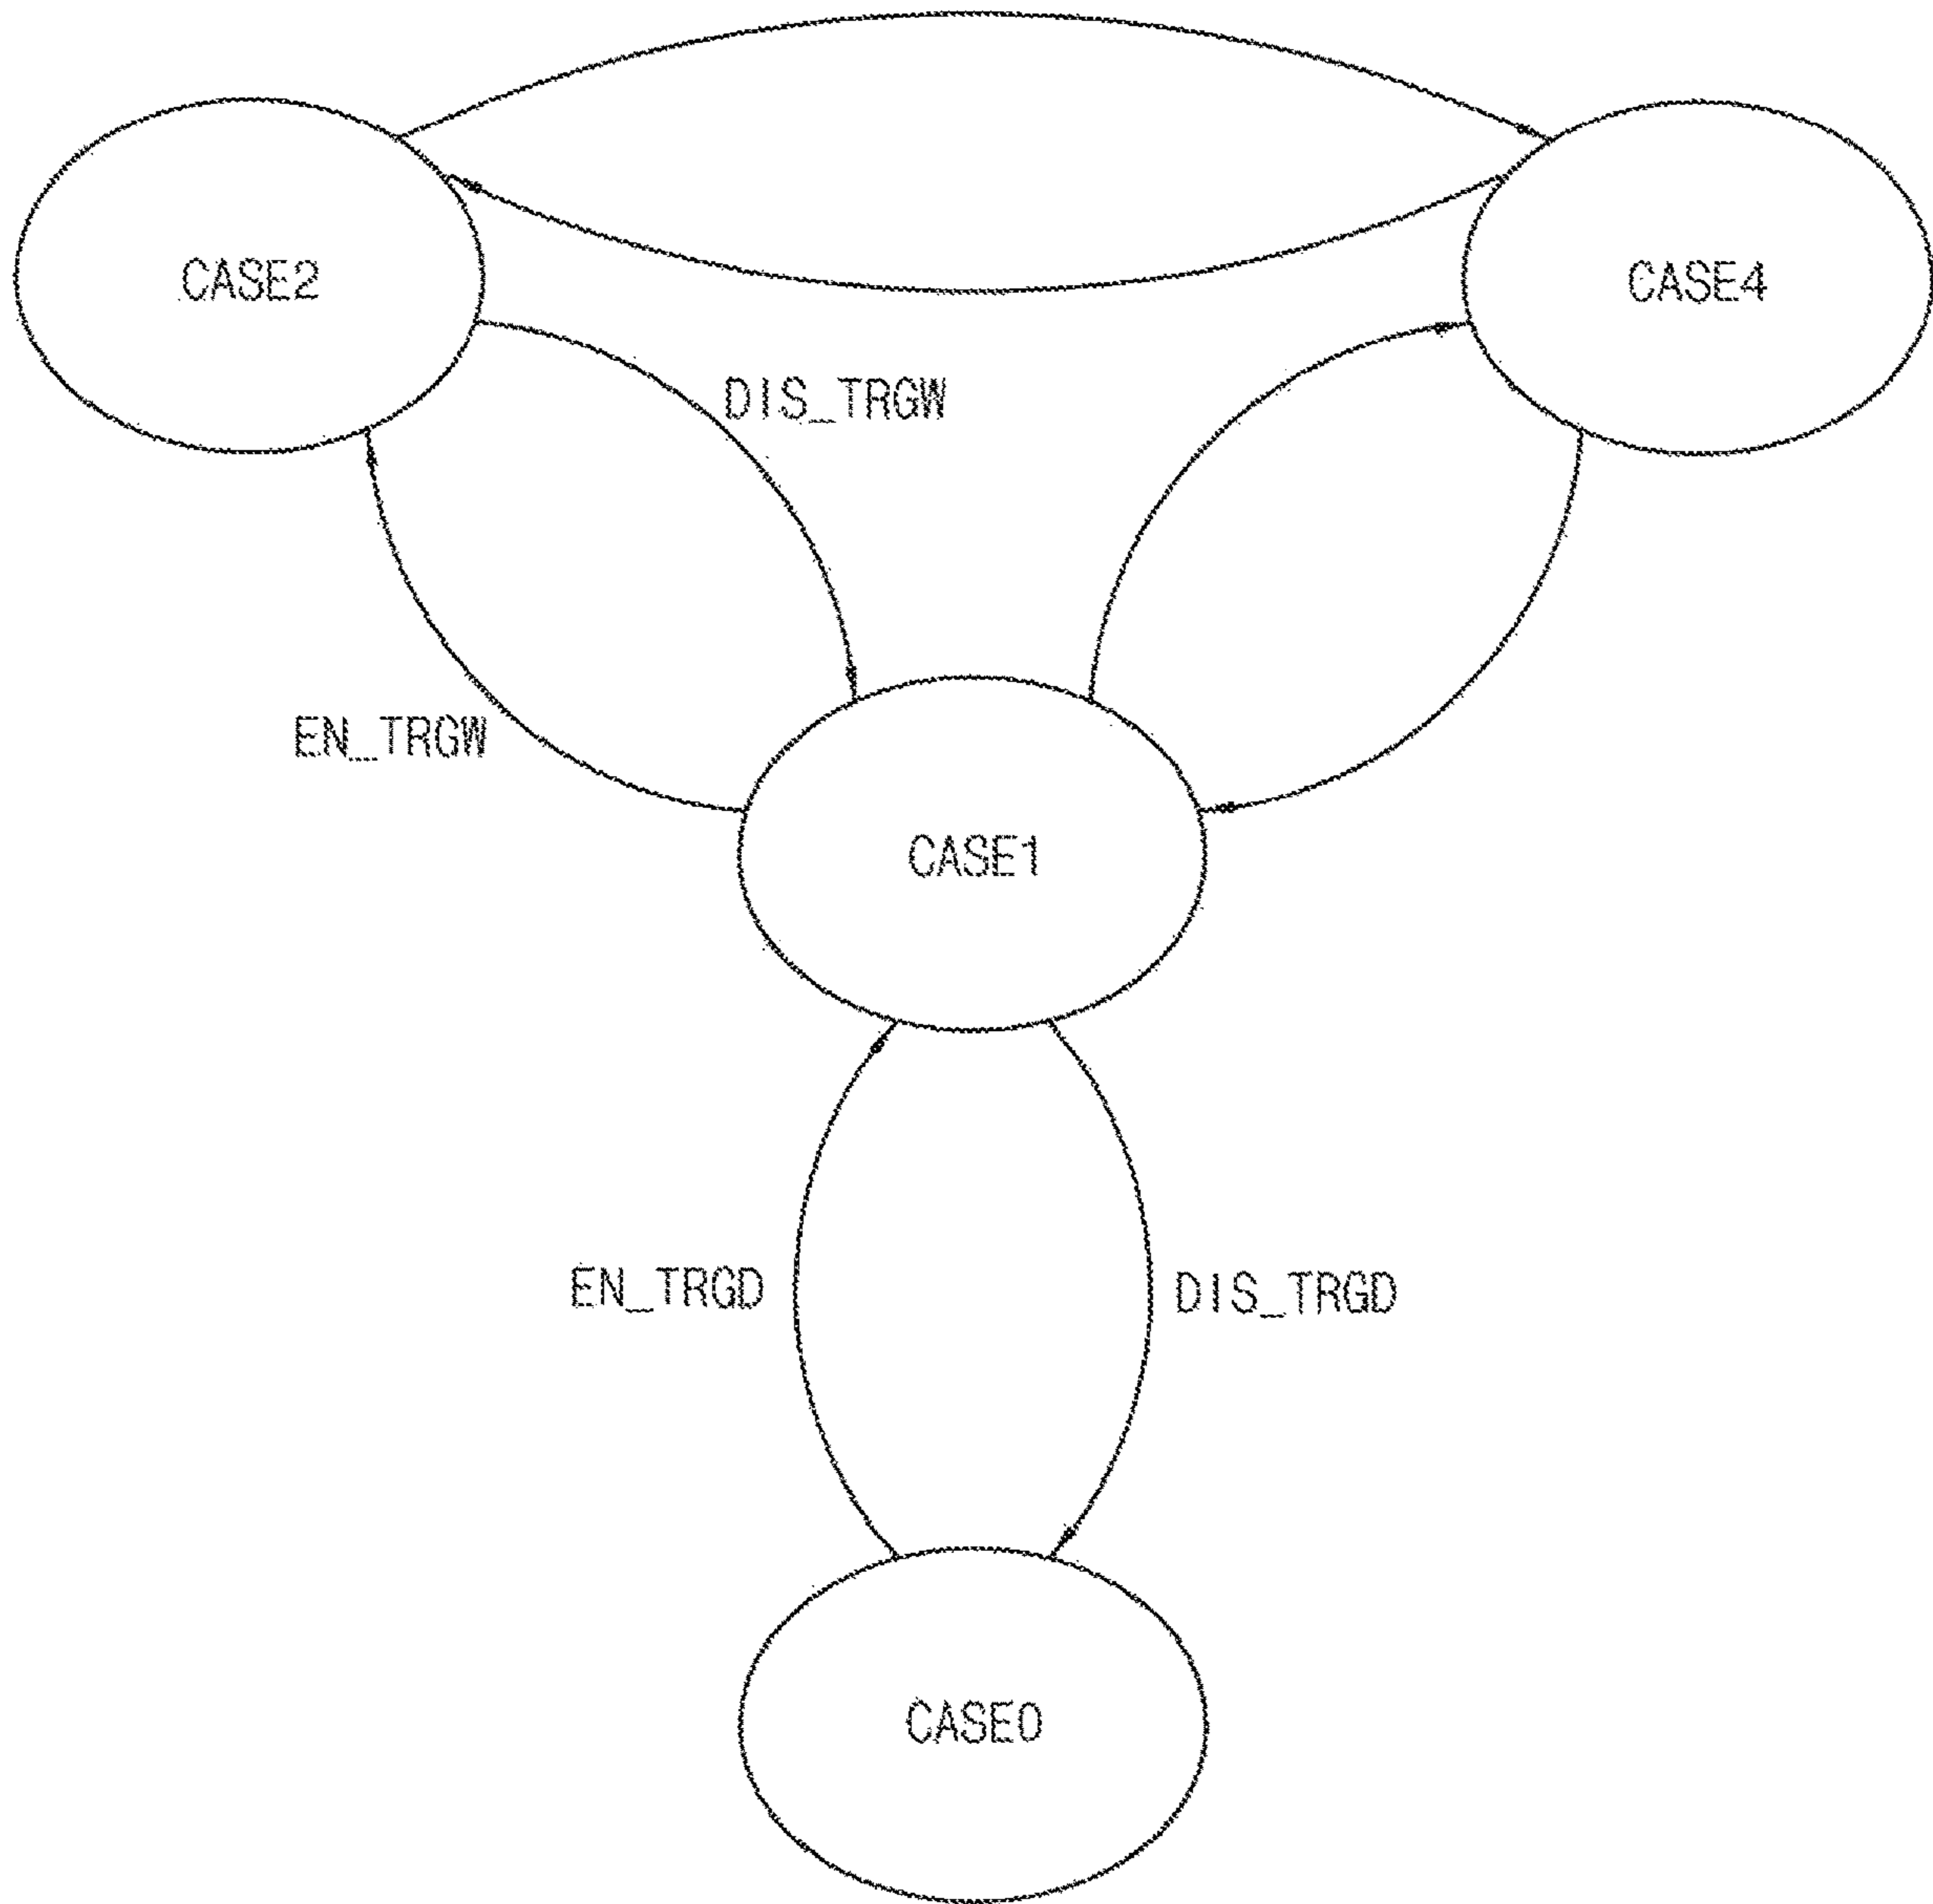 CASE2
CASE4
DIS_TRGW
EN_TRGW
CASE1
EN_TRGD
DIS_TRGD
CASE0